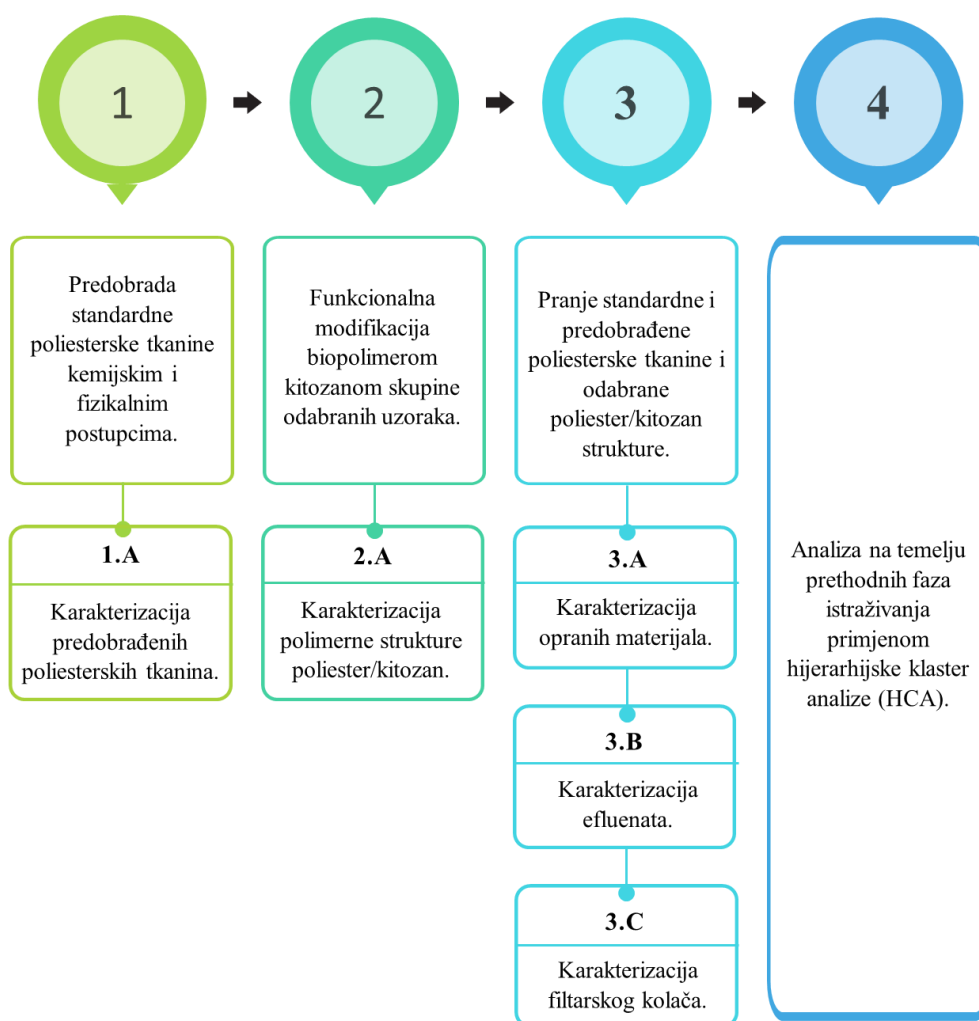 1
2
3
4
Predobrada
standardne
poliesterske tkanine
kemijskim i
fizikalnim
postupcima.
1.A
Karakterizacija
predobrađenih
poliesterskih tkanina.
Funkcionalna
modifikacija
biopolimerom
kitozanom skupine
odabranih uzoraka.
2.A
Karakterizacija
polimerne strukture
poliester/kitozan.
Pranje standardne i
predobrađene
poliesterske tkanine i
odabrane
poliester/kitozan
strukture.
3.A
Karakterizacija
opranih materijala.
3.B
Karakterizacija
efluenata.
3.C
Karakterizacija
filtarskog kolača.
Analiza na temelju
prethodnih faza
istraživanja
primjenom
hijerarhijske klaster
analize (HCA).